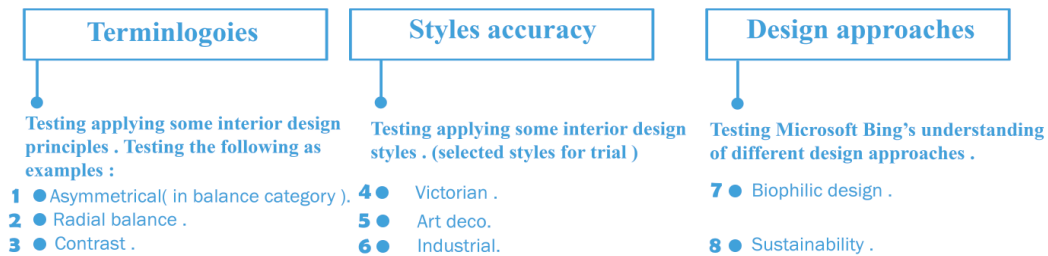 Terminlogoies
Testing applying some interior design
principles . Testing the following as
examples :
1 Asymmetrical( in balance category ).
2 Radial balance .
3 Contrast .
Styles accuracy
Testing applying some interior design
styles . (selected styles for trial )
4 Victorian .
5 Art deco.
6 Industrial.
Design approaches
Testing Microsoft Bing’s understanding
of different design approaches .
7 Biophilic design .
8 Sustainability .